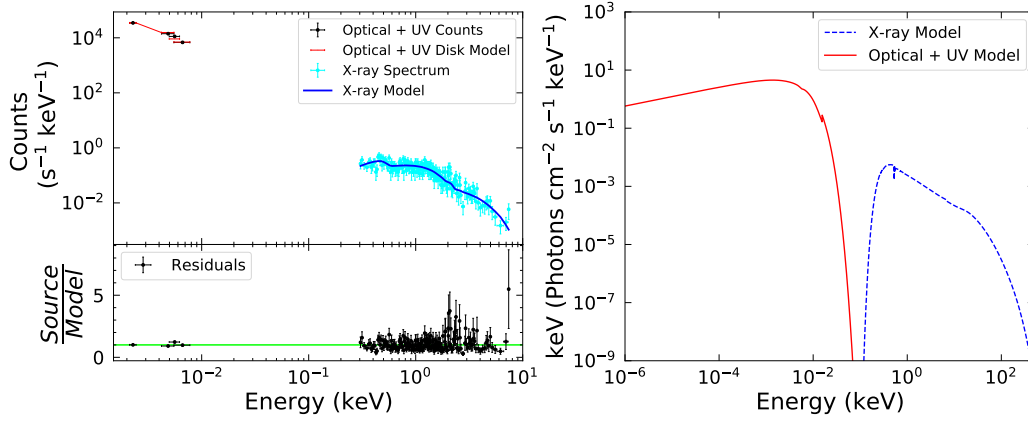 Counts
(s⁻¹ keV⁻¹)
10⁴
10²
10⁰
10⁻²
Optical + UV Counts
Optical + UV Disk Model
X-ray Spectrum
X-ray Model
Source
Model
5
0
Residuals
10⁻² 10⁻¹ 10⁰ 10¹
Energy (keV)
keV (Photons cm⁻² s⁻¹ keV⁻¹)
10³
10¹
10⁻¹
10⁻³
10⁻⁵
10⁻⁷
10⁻⁹
X-ray Model
Optical + UV Model
10⁻⁶ 10⁻⁴ 10⁻² 10⁰ 10²
Energy (keV)